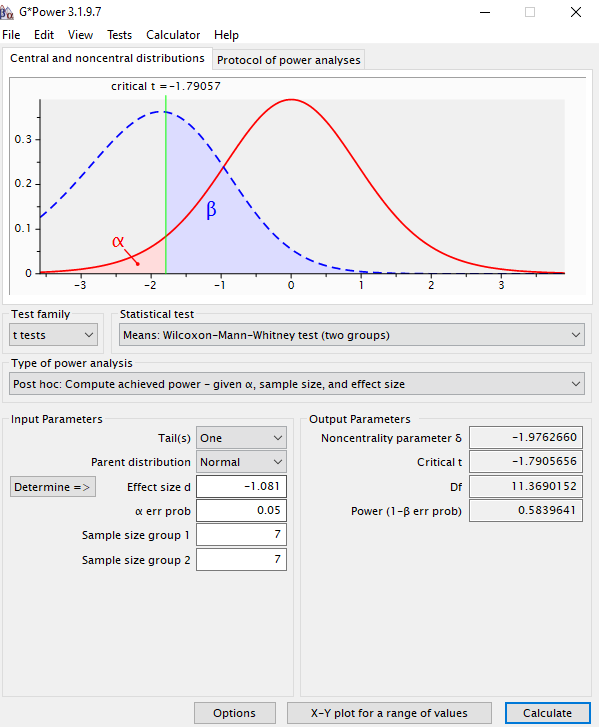 G*Power 3.1.9.7
File Edit View Tests Calculator Help
Central and noncentral distributions Protocol of power analyses
critical t = -1.79057
0.3
0.2
0.1
0
α
β
-3 -2 -1 0 1 2 3
Test family Statistical test
t tests Means: Wilcoxon-Mann-Whitney test (two groups)
Type of power analysis
Post hoc: Compute achieved power - given α, sample size, and effect size
Input Parameters
Tail(s) One
Parent distribution Normal
Determine => Effect size d -1.081
α err prob 0.05
Sample size group 1 7
Sample size group 2 7
Output Parameters
Noncentrality parameter δ -1.9762660
Critical t -1.7905656
Df 11.3690152
Power (1-β err prob) 0.5839641
Options X-Y plot for a range of values Calculate